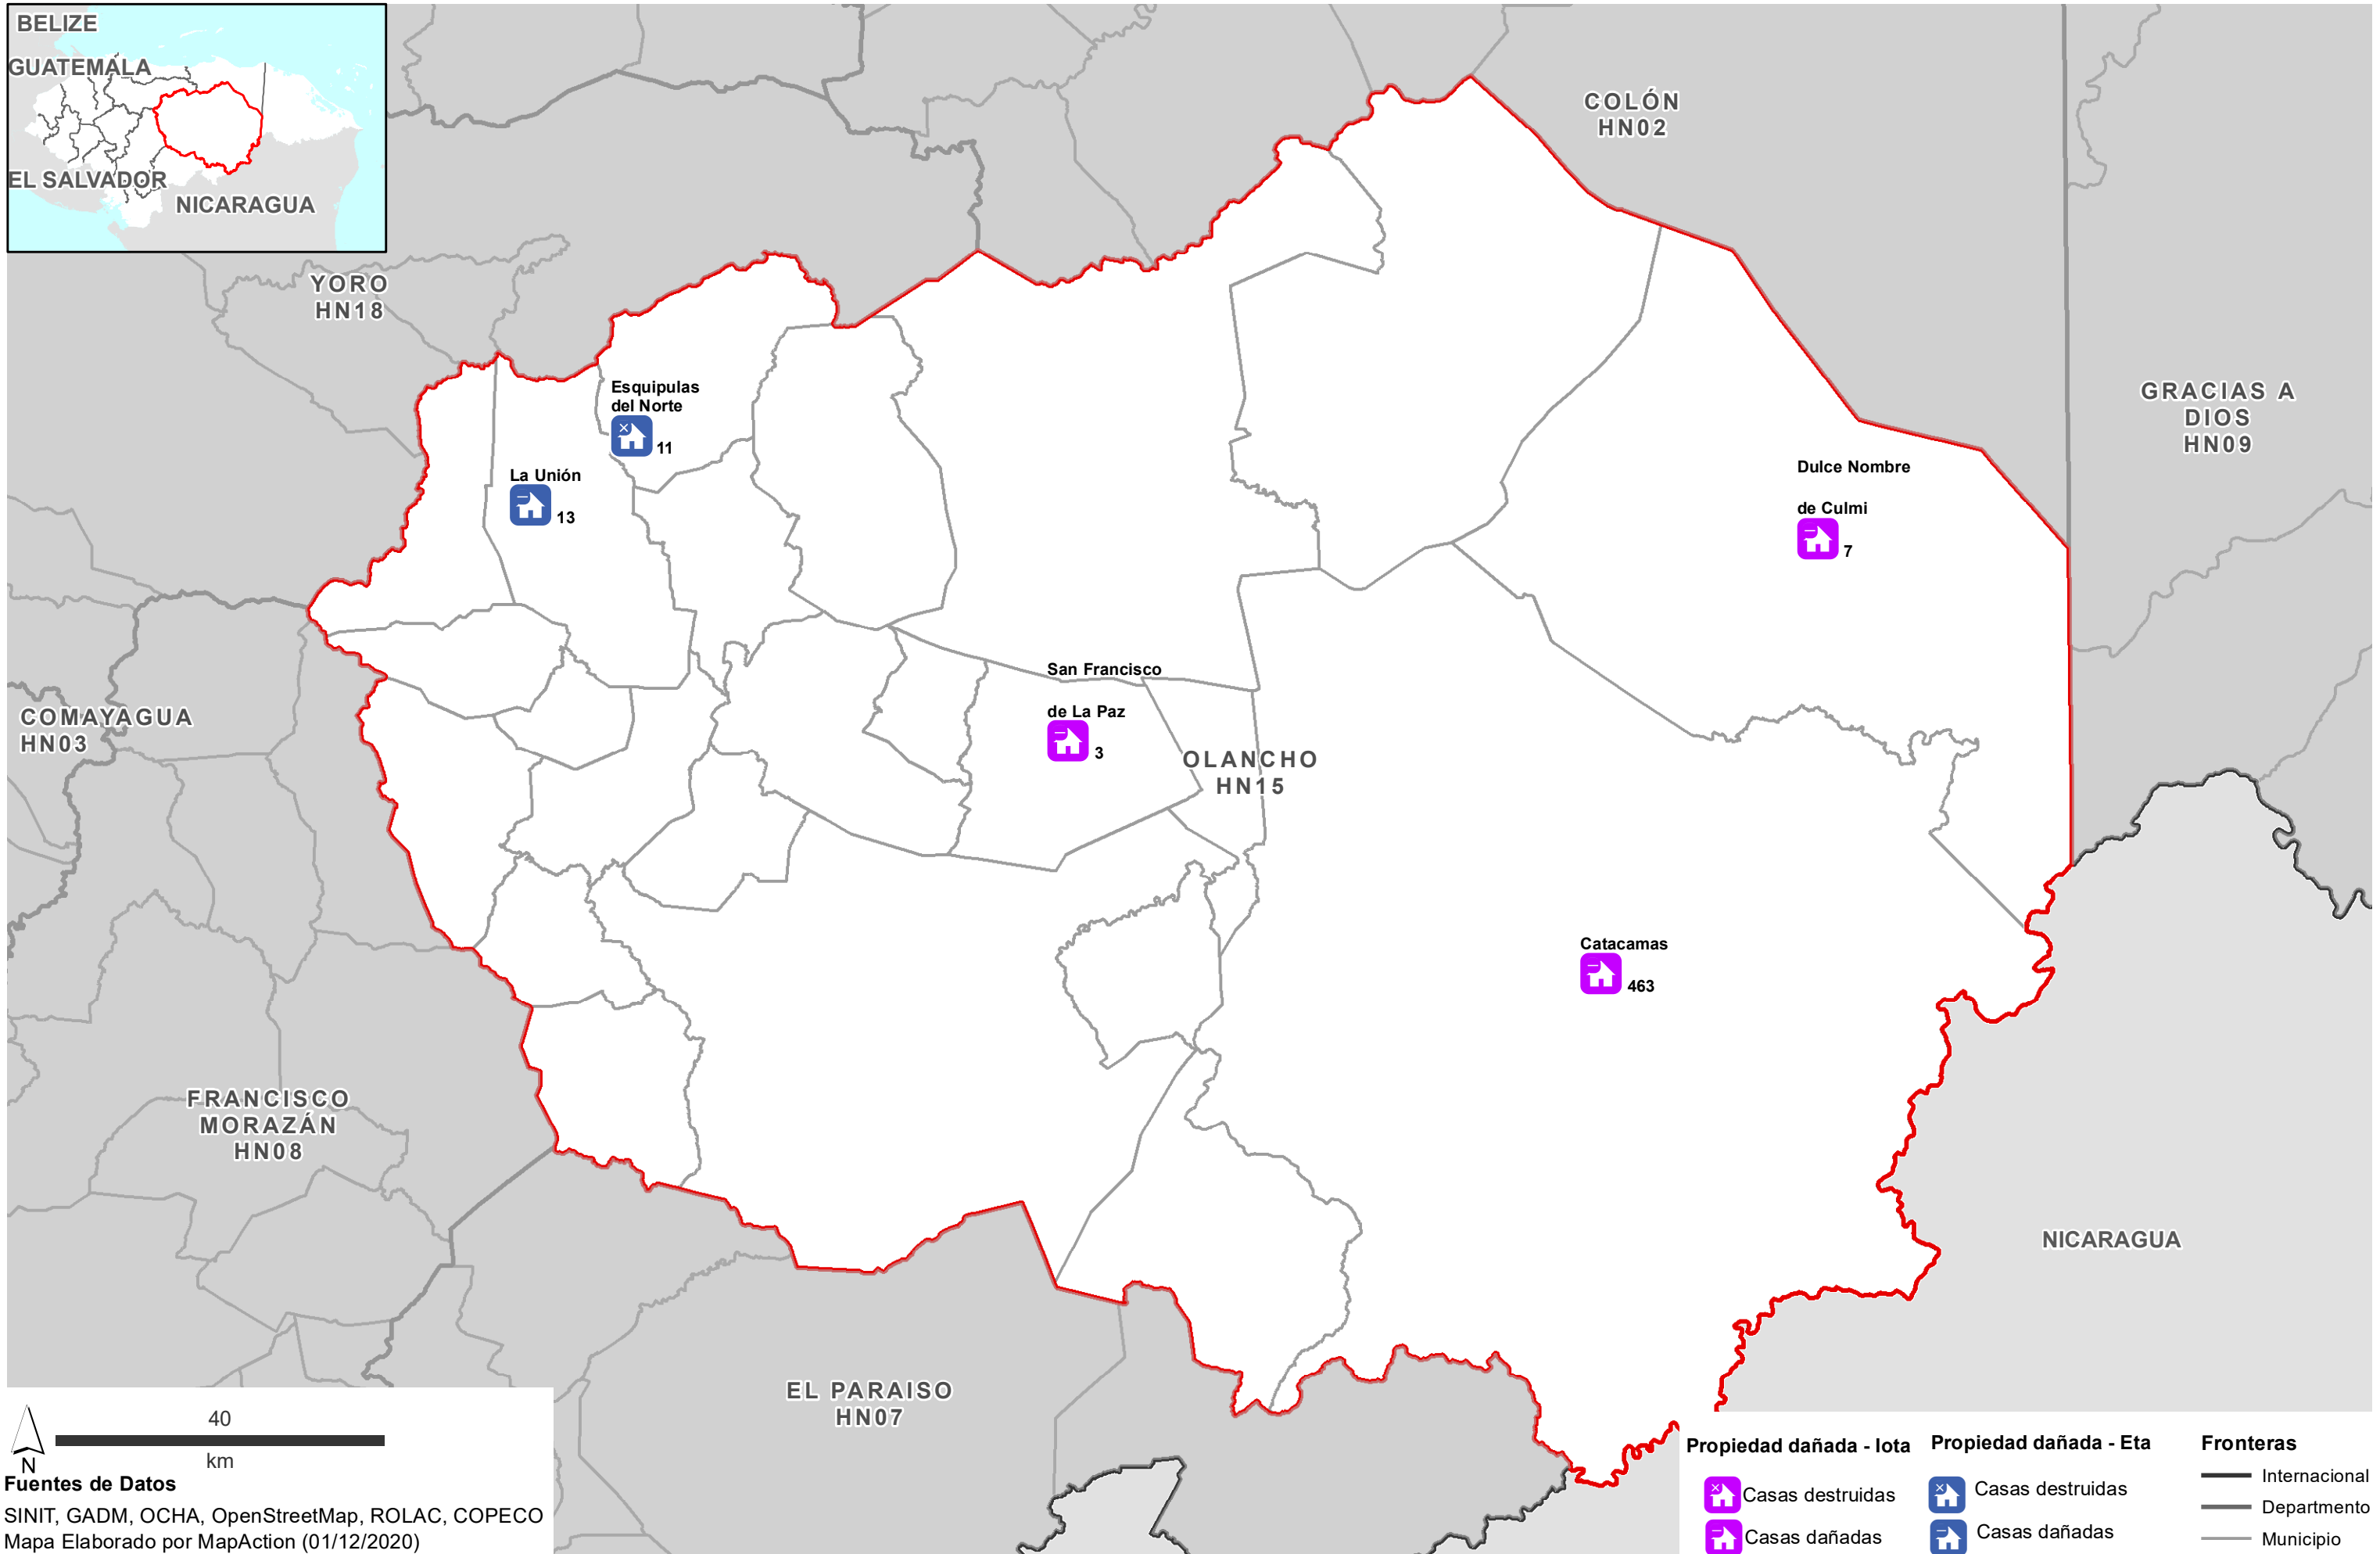 BELIZE
GUATEMALA
EL SALVADOR
NICARAGUA
COLÓN
HN02
YORO
HN18
GRACIAS A
DIOS
HN09
Esquipulas
del Norte
11
La Unión
13
Dulce Nombre
de Culmi
7
San Francisco
de La Paz
3
COMAYAGUA
HN03
OLANCHO
HN15
Catacamas
463
FRANCISCO
MORAZÁN
HN08
NICARAGUA
EL PARAISO
HN07
40
km
N
Fuentes de Datos
SINIT, GADM, OCHA, OpenStreetMap, ROLAC, COPECO
Mapa Elaborado por MapAction (01/12/2020)
Propiedad dañada - Iota
Casas destruidas
Casas dañadas
Propiedad dañada - Eta
Casas destruidas
Casas dañadas
Fronteras
Internacional
Departmento
Municipio